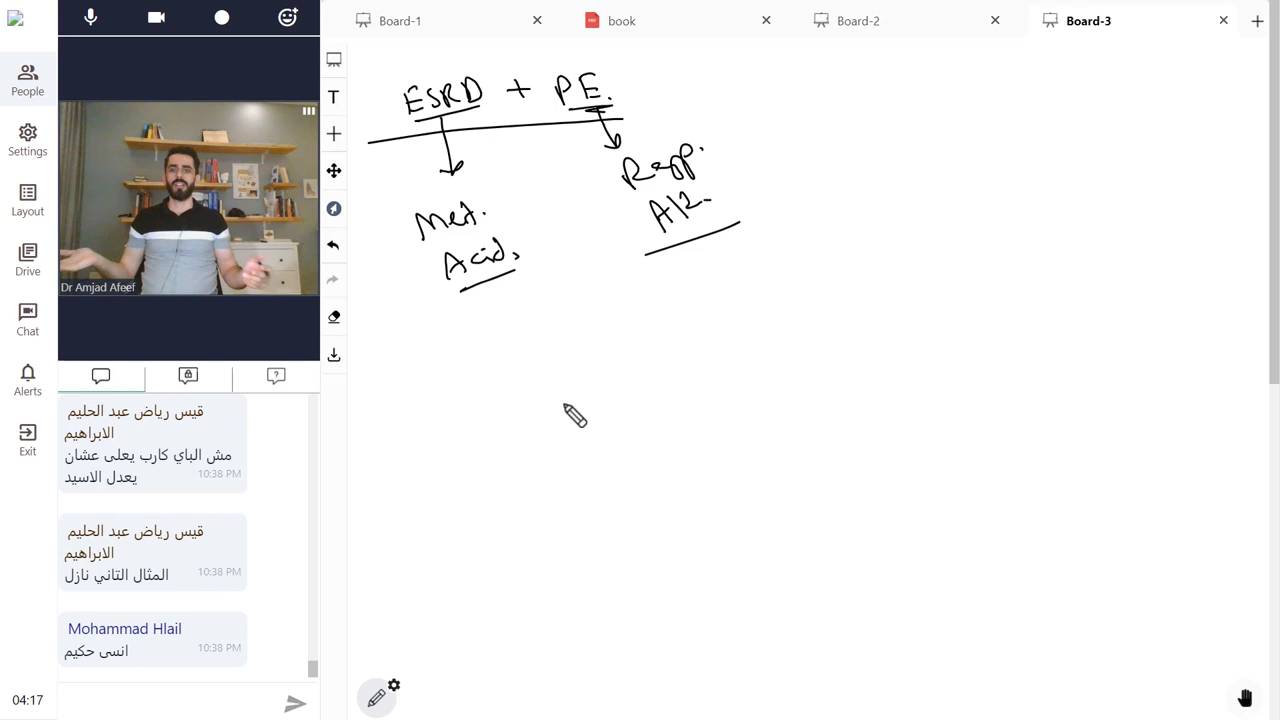 Board-1
book
Board-2
Board-3
People
Settings
Layout
Drive
Chat
Alerts
Exit
04:17
Dr Amjad Afeef
قيس رياض عبد الحليم
الابراهيم
مش الباي كارب يعلى عشان
يعدل الاسيد
10:38 PM
قيس رياض عبد الحليم
الابراهيم
المثال التاني نازل
10:38 PM
Mohammad Hlail
انسى حكيم
10:38 PM
ESRD + PE.
Met.
Acid.
Resp.
Alk.